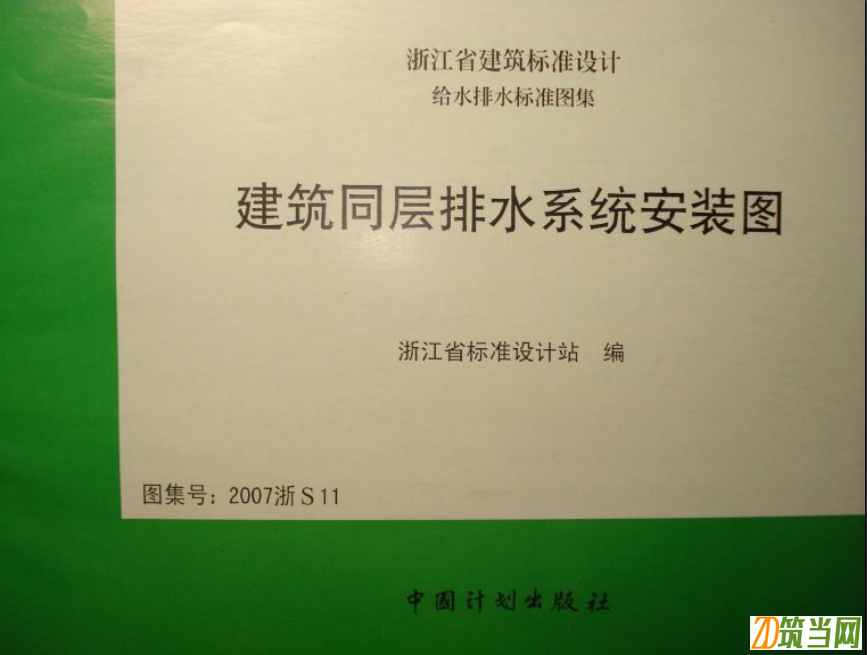 浙江省建筑标准设计
给水排水标准图集
建筑同层排水系统安装图
浙江省标准设计站 编
图集号：2007浙S11
中国计划出版社
ZD筑当网